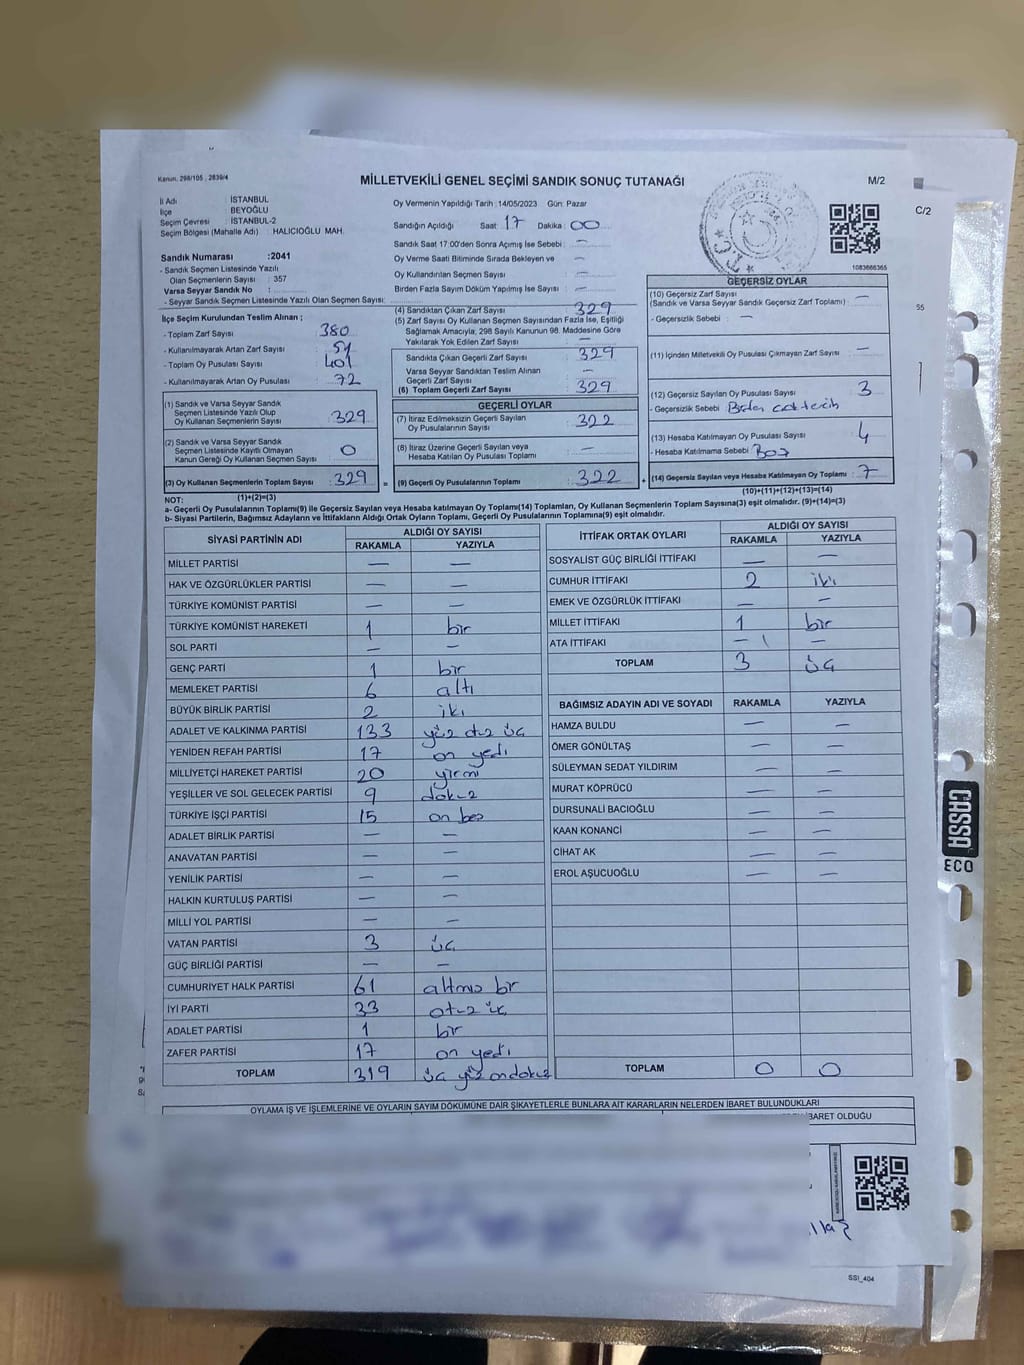 Kanun, 298/105 , 2839/4
MİLLETVEKİLİ GENEL SEÇİMİ SANDIK SONUÇ TUTANAĞI
M/2
C/2
İl Adı : İSTANBUL
İlçe : BEYOĞLU
Seçim Çevresi : İSTANBUL-2
Seçim Bölgesi (Mahalle Adı) : HALICIOĞLU MAH.
Oy Vermenin Yapıldığı Tarih :14/05/2023 Gün: Pazar
Sandığın Açıldığı Saat: 17 Dakika : 00
Sandık Saat 17:00'den Sonra Açımış İse Sebebi : —
Oy Verme Saati Bitiminde Sırada Bekleyen ve —
Oy Kullandırılan Seçmen Sayısı : —
Birden Fazla Sayım Döküm Yapılmış İse Sayısı : —
1083666365
Sandık Numarası :2041
- Sandık Seçmen Listesinde Yazılı
Olan Seçmenlerin Sayısı : 357
Varsa Seyyar Sandık No :
- Seyyar Sandık Seçmen Listesinde Yazılı Olan Seçmen Sayısı:
İlçe Seçim Kurulundan Teslim Alınan ;
- Toplam Zarf Sayısı : 380
- Kullanılmayarak Artan Zarf Sayısı : 51
- Toplam Oy Pusulası Sayısı : 401
- Kullanılmayarak Artan Oy Pusulası : 72
(1) Sandık ve Varsa Seyyar Sandık
Seçmen Listesinde Yazılı Olup
Oy Kullanan Seçmenlerin Sayısı : 329
(2) Sandık ve Varsa Seyyar Sandık
Seçmen Listesinde Kayıtlı Olmayan
Kanun Gereği Oy Kullanan Seçmen Sayısı : 0
(3) Oy Kullanan Seçmenlerin Toplam Sayısı : 329
(1)+(2)=(3)
(4) Sandıktan Çıkan Zarf Sayısı : 329
(5) Zarf Sayısı Oy Kullanan Seçmen Sayısından Fazla İse, Eşitliği
Sağlamak Amacıyla, 298 Sayılı Kanunun 98. Maddesine Göre
Yakılarak Yok Edilen Zarf Sayısı : —
Sandıkta Çıkan Geçerli Zarf Sayısı : 329
Varsa Seyyar Sandıktan Teslim Alınan
Geçerli Zarf Sayısı : —
(6) Toplam Geçerli Zarf Sayısı : 329
GEÇERLİ OYLAR
(7) İtiraz Edilmeksizin Geçerli Sayılan
Oy Pusulalarının Sayısı : 322
(8) İtiraz Üzerine Geçerli Sayılan veya
Hesaba Katılan Oy Pusulası Toplamı : —
= (9) Geçerli Oy Pusulalarının Toplamı : 322
GEÇERSİZ OYLAR
(10) Geçersiz Zarf Sayısı
(Sandık ve Varsa Seyyar Sandık Geçersiz Zarf Toplamı) : —
- Geçersizlik Sebebi : —
(11) İçinden Milletvekili Oy Pusulası Çıkmayan Zarf Sayısı : —
(12) Geçersiz Sayılan Oy Pusulası Sayısı : 3
- Geçersizlik Sebebi
(13) Hesaba Katılmayan Oy Pusulası Sayısı : 4
- Hesaba Katılmama Sebebi : Boş
+ (14) Geçersiz Sayılan veya Hesaba Katılmayan Oy Toplamı : 7
(10)+(11)+(12)+(13)=(14)
NOT:
a- Geçerli Oy Pusulalarının Toplamı(9) ile Geçersiz Sayılan veya Hesaba katılmayan Oy Toplamı(14) Toplamları, Oy Kullanan Seçmenlerin Toplam Sayısına(3) eşit olmalıdır. (9)+(14)=(3)
b- Siyasi Partilerin, Bağımsız Adayların ve İttifakların Aldığı Ortak Oyların Toplamı, Geçerli Oy Pusulalarının Toplamına(9) eşit olmalıdır.
SİYASİ PARTİNİN ADI ALDIĞI OY SAYISI
RAKAMLA YAZIYLA
MİLLET PARTİSİ — —
HAK VE ÖZGÜRLÜKLER PARTİSİ — —
TÜRKİYE KOMÜNİST PARTİSİ — —
TÜRKİYE KOMÜNİST HAREKETİ 1 bir
SOL PARTİ — —
GENÇ PARTİ 1 bir
MEMLEKET PARTİSİ 6 altı
BÜYÜK BİRLİK PARTİSİ 2 iki
ADALET VE KALKINMA PARTİSİ 133 yüz otuz üç
YENİDEN REFAH PARTİSİ 17 on yedi
MİLLİYETÇİ HAREKET PARTİSİ 20 yirmi
YEŞİLLER VE SOL GELECEK PARTİSİ 9 dokuz
TÜRKİYE İŞÇİ PARTİSİ 15 on beş
ADALET BİRLİK PARTİSİ — —
ANAVATAN PARTİSİ — —
YENİLİK PARTİSİ — —
HALKIN KURTULUŞ PARTİSİ — —
MİLLİ YOL PARTİSİ — —
VATAN PARTİSİ 3 üç
GÜÇ BİRLİĞİ PARTİSİ — —
CUMHURİYET HALK PARTİSİ 61 altmış bir
İYİ PARTİ 33 otuz üç
ADALET PARTİSİ 1 bir
ZAFER PARTİSİ 17 on yedi
TOPLAM 319 üç yüz ondokuz
İTTİFAK ORTAK OYLARI ALDIĞI OY SAYISI
RAKAMLA YAZIYLA
SOSYALİST GÜÇ BİRLİĞİ İTTİFAKI — —
CUMHUR İTTİFAKI 2 iki
EMEK VE ÖZGÜRLÜK İTTİFAKI — —
MİLLET İTTİFAKI 1 bir
ATA İTTİFAKI — —
TOPLAM 3 üç
BAĞIMSIZ ADAYIN ADI VE SOYADI RAKAMLA YAZIYLA
HAMZA BULDU — —
ÖMER GÖNÜLTAŞ — —
SÜLEYMAN SEDAT YILDIRIM — —
MURAT KÖPRÜCÜ — —
DURSUNALİ BACIOĞLU — —
KAAN KONANCİ — —
CİHAT AK — —
EROL AŞUCUOĞLU — —
TOPLAM 0 0
OYLAMA İŞ VE İŞLEMLERİNE VE OYLARIN SAYIM DÖKÜMÜNE DAİR ŞİKAYETLERLE BUNLARA AİT KARARLARIN NELERDEN İBARET BULUNDUKLARI
İBARET OLDUĞU
SSI_404
CASSA
ECO
55
T.C.